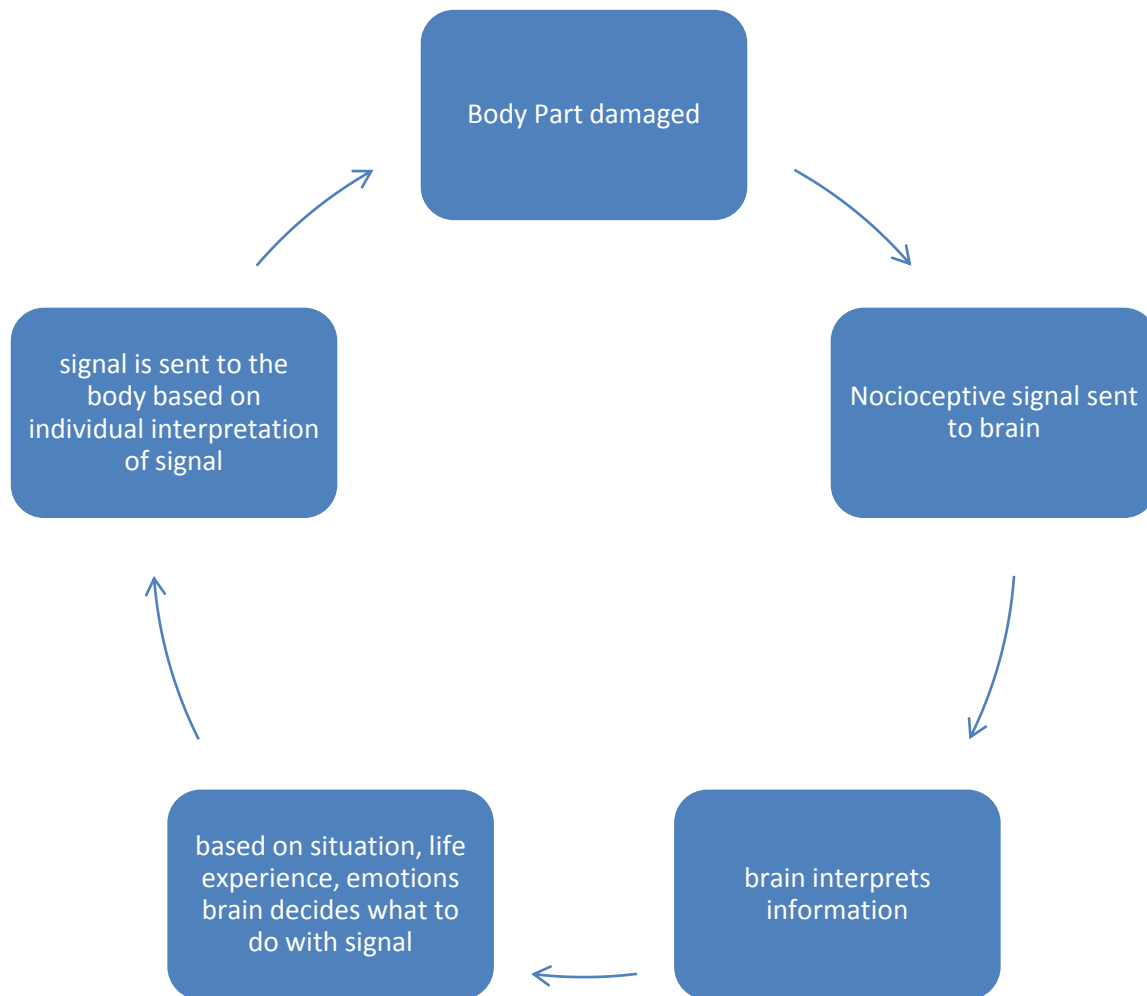 Body Part damaged
Nocioceptive signal sent
to brain
brain interprets
information
based on situation, life
experience, emotions
brain decides what to
do with signal
signal is sent to the
body based on
individual interpretation
of signal